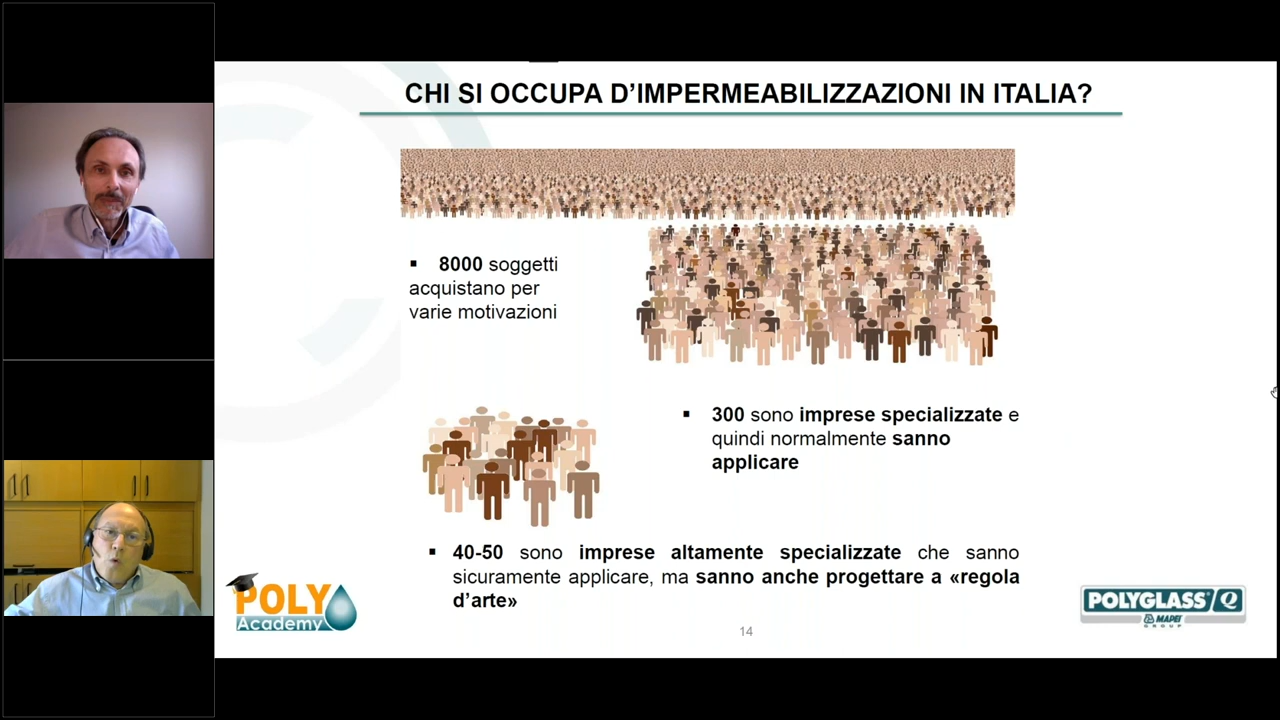 CHI SI OCCUPA D'IMPERMEABILIZZAZIONI IN ITALIA?
▪ 8000 soggetti
acquistano per
varie motivazioni
▪ 300 sono imprese specializzate e
quindi normalmente sanno
applicare
▪ 40-50 sono imprese altamente specializzate che sanno
sicuramente applicare, ma sanno anche progettare a «regola
d'arte»
POLY
Academy
POLYGLASS
MAPEI
GROUP
14